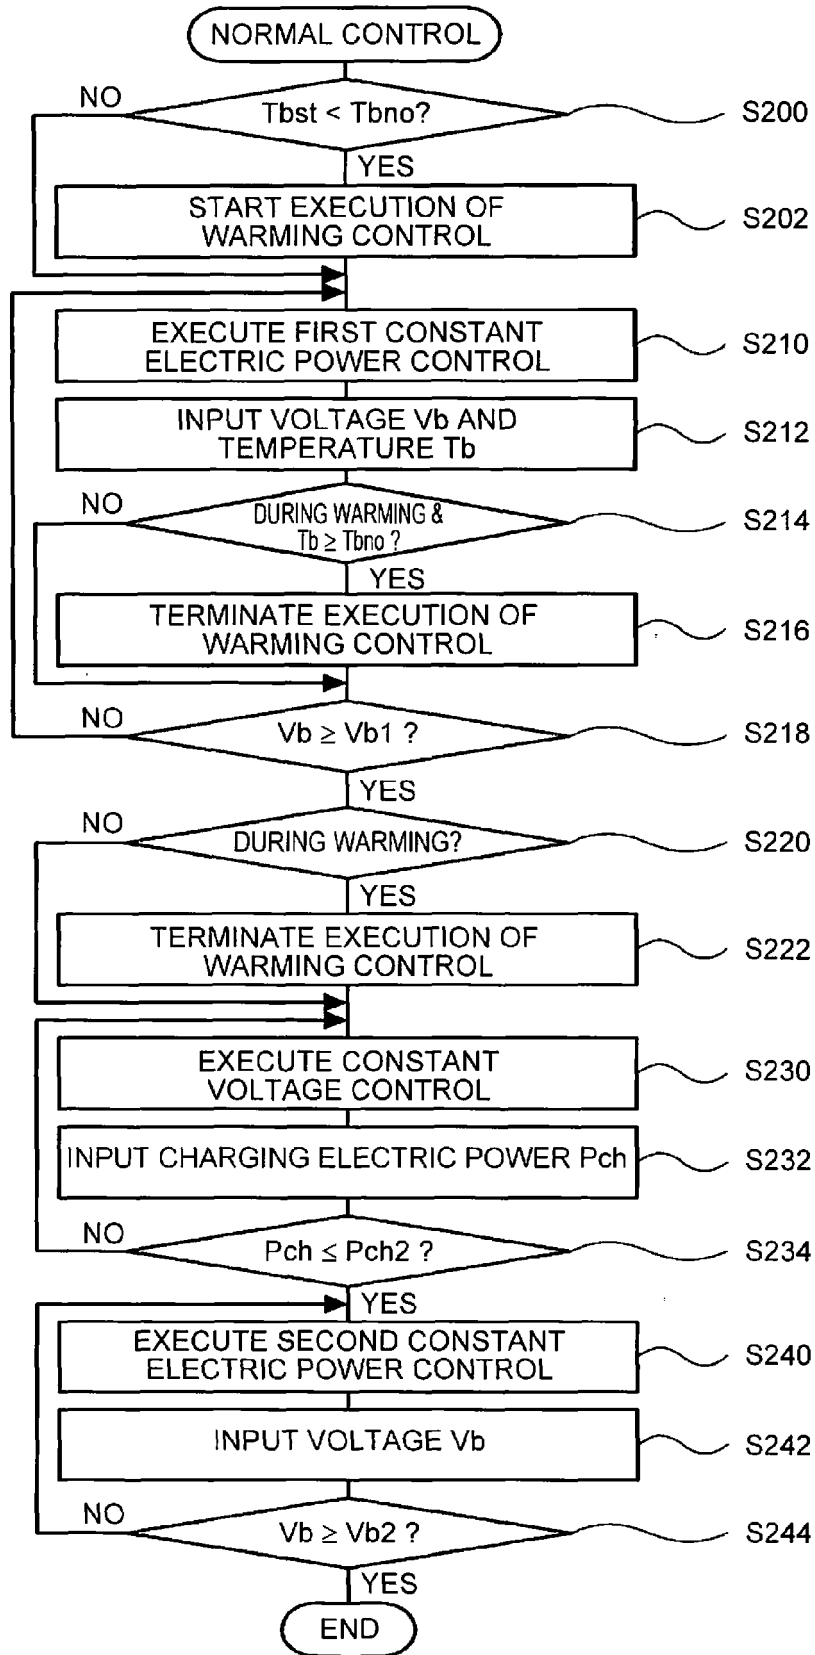 NORMAL CONTROL
NO
Tbst < Tbno?
S200
YES
START EXECUTION OF
WARMING CONTROL
S202
EXECUTE FIRST CONSTANT
ELECTRIC POWER CONTROL
S210
INPUT VOLTAGE Vb AND
TEMPERATURE Tb
S212
NO
DURING WARMING &
Tb ≥ Tbno ?
S214
YES
TERMINATE EXECUTION OF
WARMING CONTROL
S216
NO
Vb ≥ Vb1 ?
S218
YES
NO
DURING WARMING?
S220
YES
TERMINATE EXECUTION OF
WARMING CONTROL
S222
EXECUTE CONSTANT
VOLTAGE CONTROL
S230
INPUT CHARGING ELECTRIC POWER Pch
S232
NO
Pch ≤ Pch2 ?
S234
YES
EXECUTE SECOND CONSTANT
ELECTRIC POWER CONTROL
S240
INPUT VOLTAGE Vb
S242
NO
Vb ≥ Vb2 ?
S244
YES
END